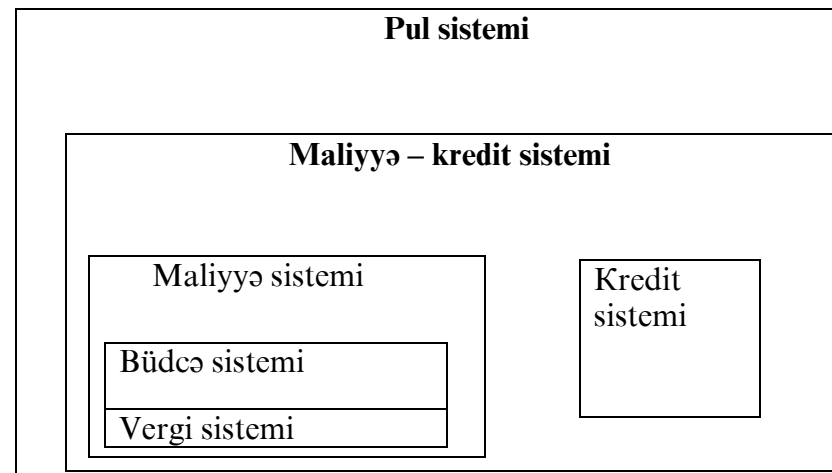 Pul sistemi
Maliyyə – kredit sistemi
Maliyyə sistemi
Kredit
sistemi
Büdcə sistemi
Vergi sistemi